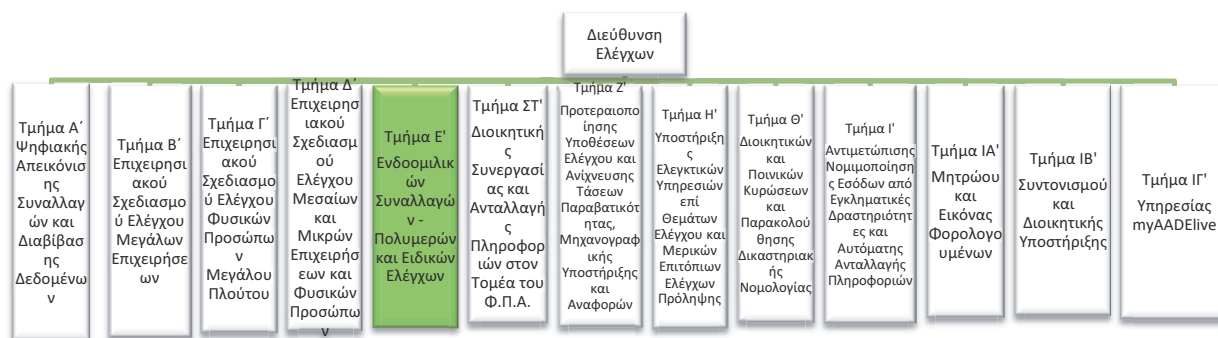 Διεύθυνση
Ελέγχων
Τμήμα Α΄
Ψηφιακής
Απεικόνιση
ης
Συναλλαγ
ών και
Διαβίβασ
ης
Δεδομένω
ν
Τμήμα Β΄
Επιχειρησι
ακού
Σχεδιασμο
ύ Ελέγχου
Μεγάλων
Επιχειρήσε
ων
Τμήμα Γ΄
Επιχειρησι
ακού
Σχεδιασμο
ύ Ελέγχου
Φυσικών
Προσώπω
ν
Μεγάλου
Πλούτου
Τμήμα Δ΄
Επιχειρησ
ιακού
Σχεδιασμ
ού
Ελέγχου
Μεσαίων
και
Μικρών
Επιχειρήσ
εων και
Φυσικών
Προσώπω
ν
Τμήμα Ε'
Ενδοομιλικ
ών
Συναλλαγώ
ν -
Πολυμερών
και Ειδικών
Ελέγχων
Τμήμα ΣΤ'
Διοικητική
ς
Συνεργασί
ας και
Ανταλλαγή
ς
Πληροφορ
ιών στον
Τομέα του
Φ.Π.Α.
Τμήμα Ζ'
Προτεραιοπο
ίησης
Υποθέσεων
Ελέγχου και
Ανίχνευσης
Τάσεων
Παραβατικότ
ητας,
Μηχανογραφ
ικής
Υποστήριξης
και
Αναφορών
Τμήμα Η'
Υποστήριξη
ς
Ελεγκτικών
Υπηρεσιών
επί
Θεμάτων
Ελέγχου και
Μερικών
Επιτόπιων
Ελέγχων
Πρόληψης
Τμήμα Θ'
Διοικητικών
και
Ποινικών
Κυρώσεων
και
Παρακολού
θησης
Δικαστηριακ
ής
Νομολογίας
Τμήμα Ι'
Αντιμετώπισης
Νομιμοποίηση
ς Εσόδων από
Εγκληματικές
Δραστηριότητ
ες και
Αυτόματης
Ανταλλαγής
Πληροφοριών
Τμήμα ΙΑ'
Μητρώου
και
Εικόνας
Φορολογο
υμένων
Τμήμα ΙΒ'
Συντονισμού
και
Διοικητικής
Υποστήριξης
Τμήμα ΙΓ'
Υπηρεσίας
myAADElive